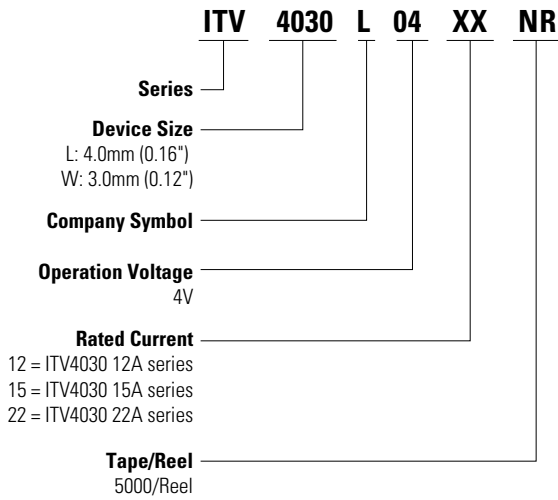 ITV 4030 L 04 XX NR
Series
Device Size
L: 4.0mm (0.16")
W: 3.0mm (0.12")
Company Symbol
Operation Voltage
4V
Rated Current
12 = ITV4030 12A series
15 = ITV4030 15A series
22 = ITV4030 22A series
Tape/Reel
5000/Reel